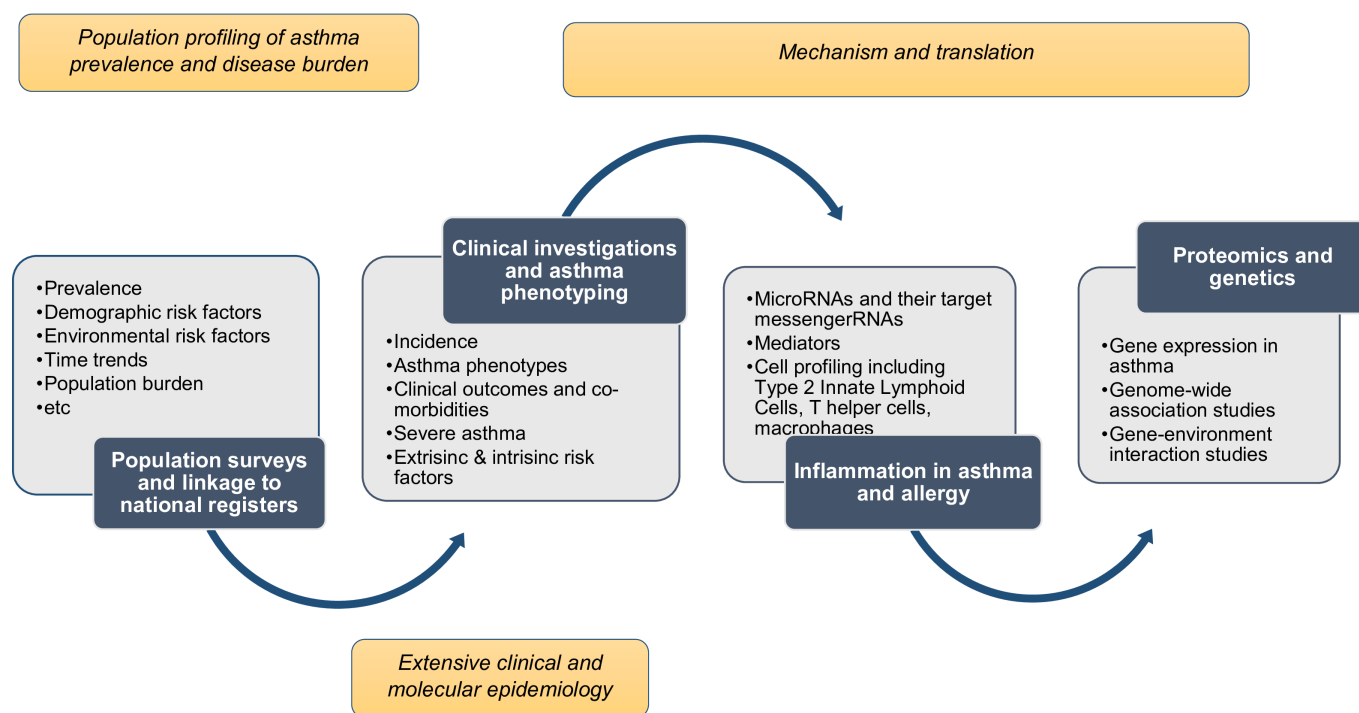 Population profiling of asthma
prevalence and disease burden
Mechanism and translation
•Prevalence
•Demographic risk factors
•Environmental risk factors
•Time trends
•Population burden
•etc
Population surveys
and linkage to
national registers
Clinical investigations
and asthma
phenotyping
•Incidence
•Asthma phenotypes
•Clinical outcomes and co-
morbidities
•Severe asthma
•Extrisinc & intrisinc risk
factors
•MicroRNAs and their target
messengerRNAs
•Mediators
•Cell profiling including
Type 2 Innate Lymphoid
Cells, T helper cells,
macrophages
Inflammation in asthma
and allergy
Proteomics and
genetics
•Gene expression in
asthma
•Genome-wide
association studies
•Gene-environment
interaction studies
Extensive clinical and
molecular epidemiology